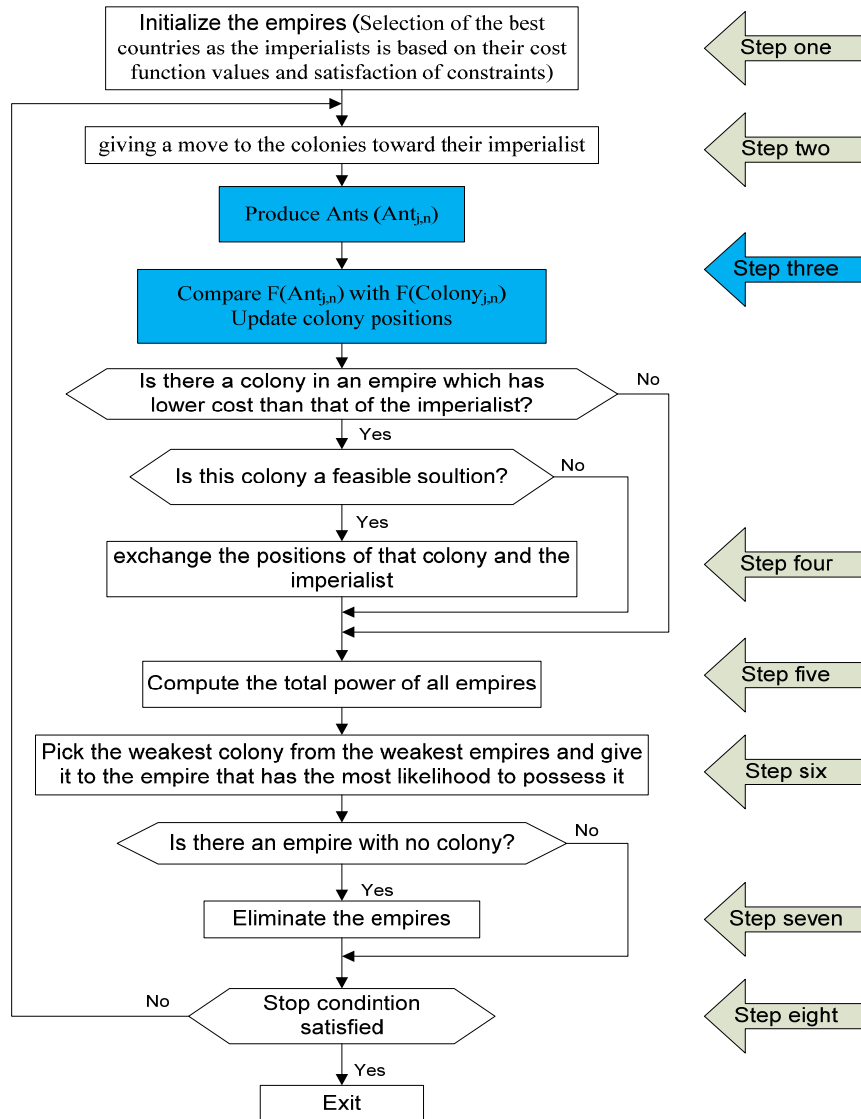 Initialize the empires (Selection of the best
countries as the imperialists is based on their cost
function values and satisfaction of constraints)
Step one
giving a move to the colonies toward their imperialist
Step two
Produce Ants (Antj,n)
Step three
Compare F(Antj,n) with F(Colonyj,n)
Update colony positions
Is there a colony in an empire which has
lower cost than that of the imperialist?
No
Yes
Is this colony a feasible soultion?
No
Yes
exchange the positions of that colony and the
imperialist
Step four
Compute the total power of all empires
Step five
Pick the weakest colony from the weakest empires and give
it to the empire that has the most likelihood to possess it
Step six
Is there an empire with no colony?
No
Yes
Eliminate the empires
Step seven
No
Stop condintion
satisfied
Step eight
Yes
Exit